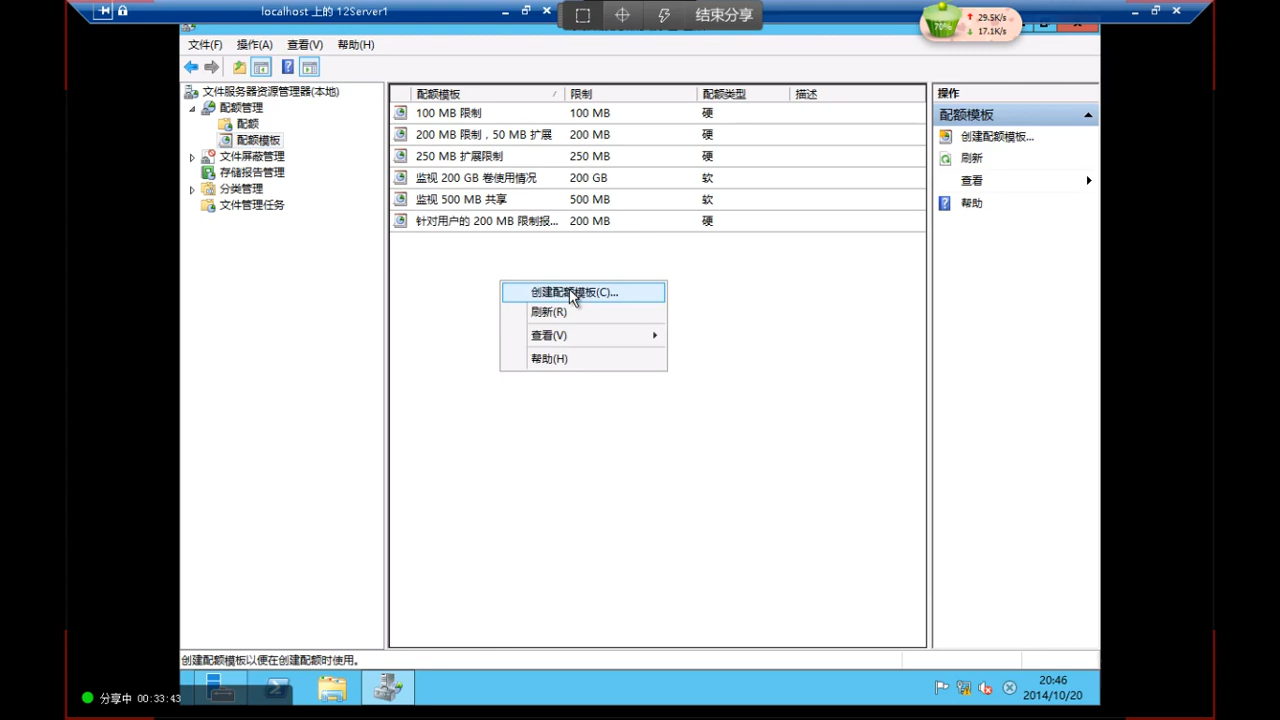 localhost 上的 12Server1
结束分享
70%
29.5K/s
17.1K/s
文件(F) 操作(A) 查看(V) 帮助(H)
文件服务器资源管理器(本地)
配额管理
配额
配额模板
文件屏蔽管理
存储报告管理
分类管理
文件管理任务
配额模板 限制 配额类型 描述
100 MB 限制 100 MB 硬
200 MB 限制，50 MB 扩展 200 MB 硬
250 MB 扩展限制 250 MB 硬
监视 200 GB 卷使用情况 200 GB 软
监视 500 MB 共享 500 MB 软
针对用户的 200 MB 限制报... 200 MB 硬
创建配额模板(C)...
刷新(R)
查看(V)
帮助(H)
操作
配额模板
创建配额模板...
刷新
查看
帮助
创建配额模板以便在创建配额时使用。
分享中 00:33:43
20:46
2014/10/20